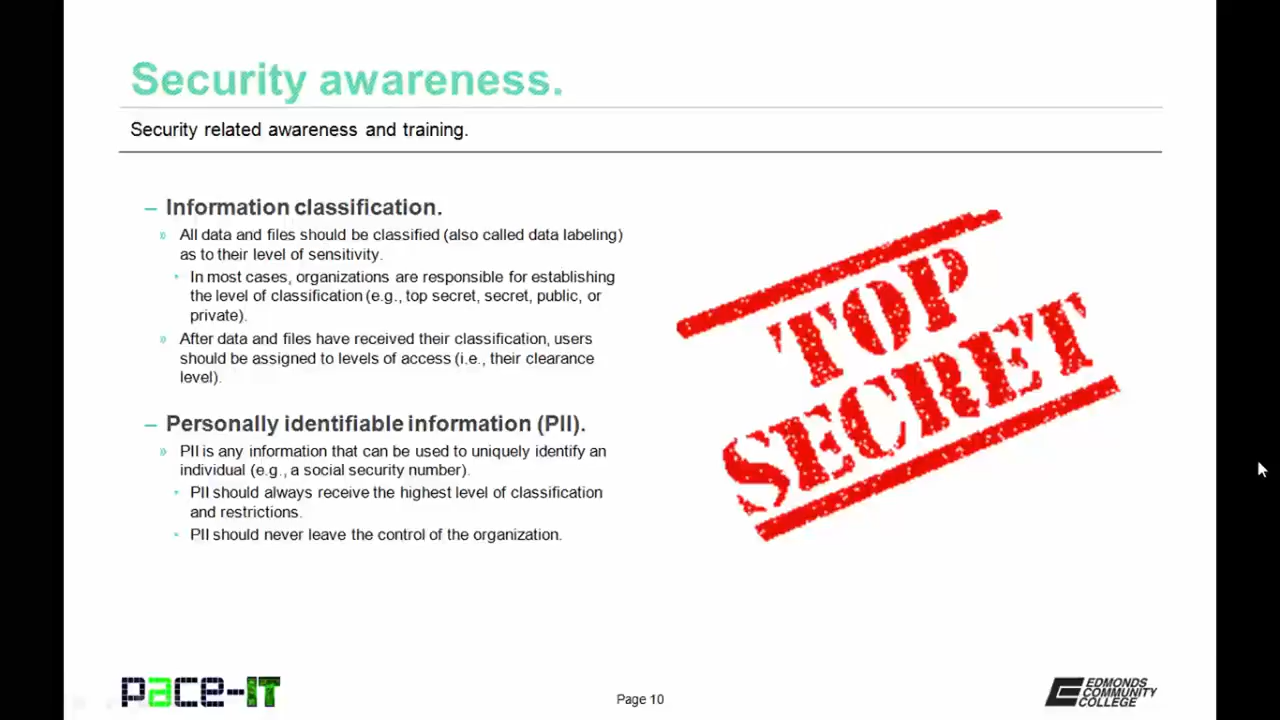 Security awareness.
Security related awareness and training.
– Information classification.
» All data and files should be classified (also called data labeling)
as to their level of sensitivity.
• In most cases, organizations are responsible for establishing
the level of classification (e.g., top secret, secret, public, or
private).
» After data and files have received their classification, users
should be assigned to levels of access (i.e., their clearance
level).
– Personally identifiable information (PII).
» PII is any information that can be used to uniquely identify an
individual (e.g., a social security number).
• PII should always receive the highest level of classification
and restrictions.
• PII should never leave the control of the organization.
TOP
SECRET
pace-IT
Page 10
EDMONDS
COMMUNITY
COLLEGE